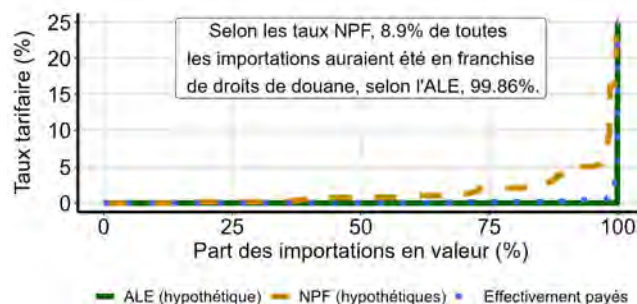 Selon les taux NPF, 8.9% de toutes
les importations auraient été en franchise
de droits de douane, selon l'ALE, 99.86%.
Taux tarifaire (%)
25
20
15
10
5
0
0 25 50 75 100
Part des importations en valeur (%)
ALE (hypothétique) NPF (hypothétiques) Effectivement payés